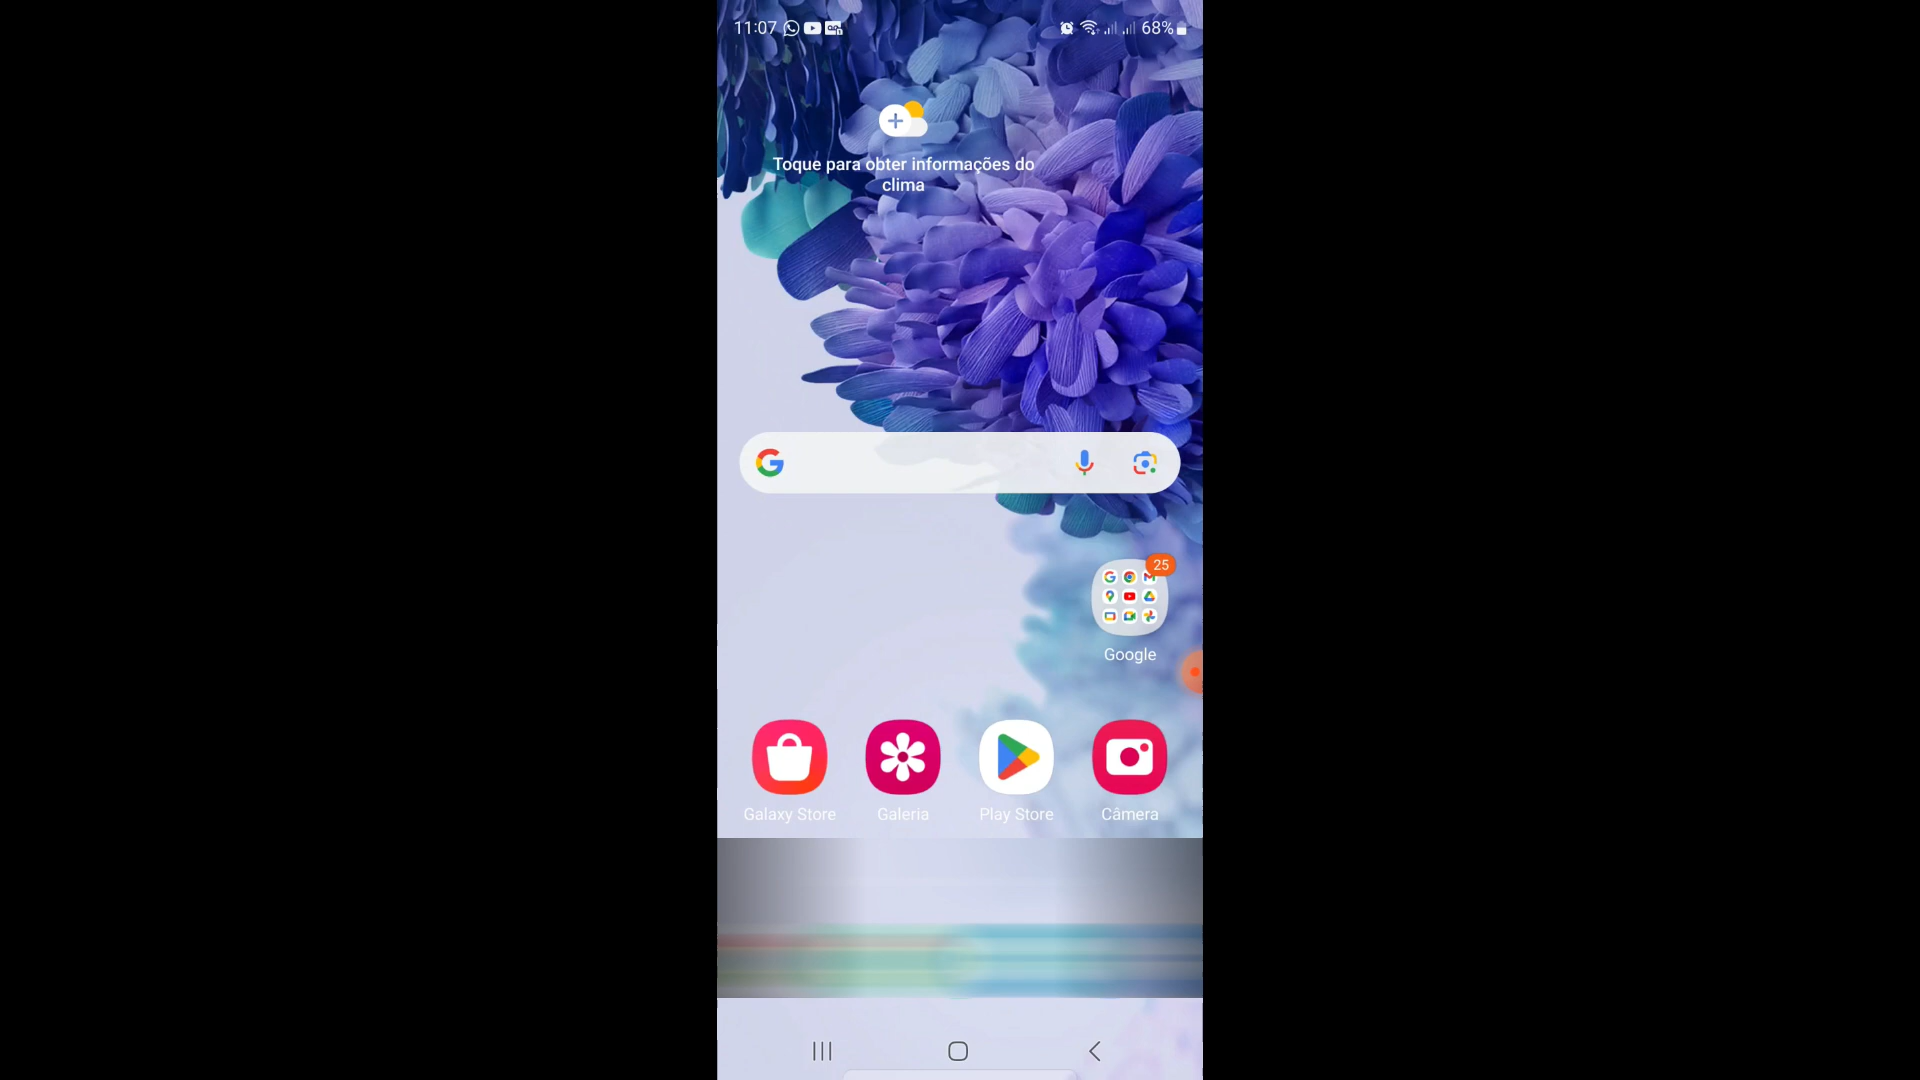 11:07 68%
Toque para obter informações do
clima
25
Google
Galaxy Store Galeria Play Store Câmera